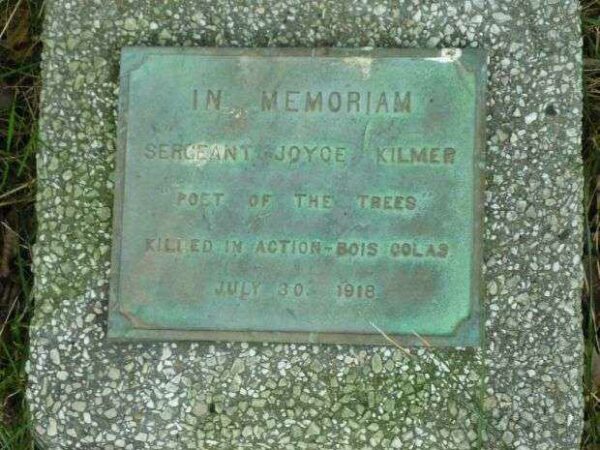 IN MEMORIAM
SERGEANT JOYCE KILMER
POET OF THE TREES
KILLED IN ACTION-BOIS COLAS
JULY 30 1918